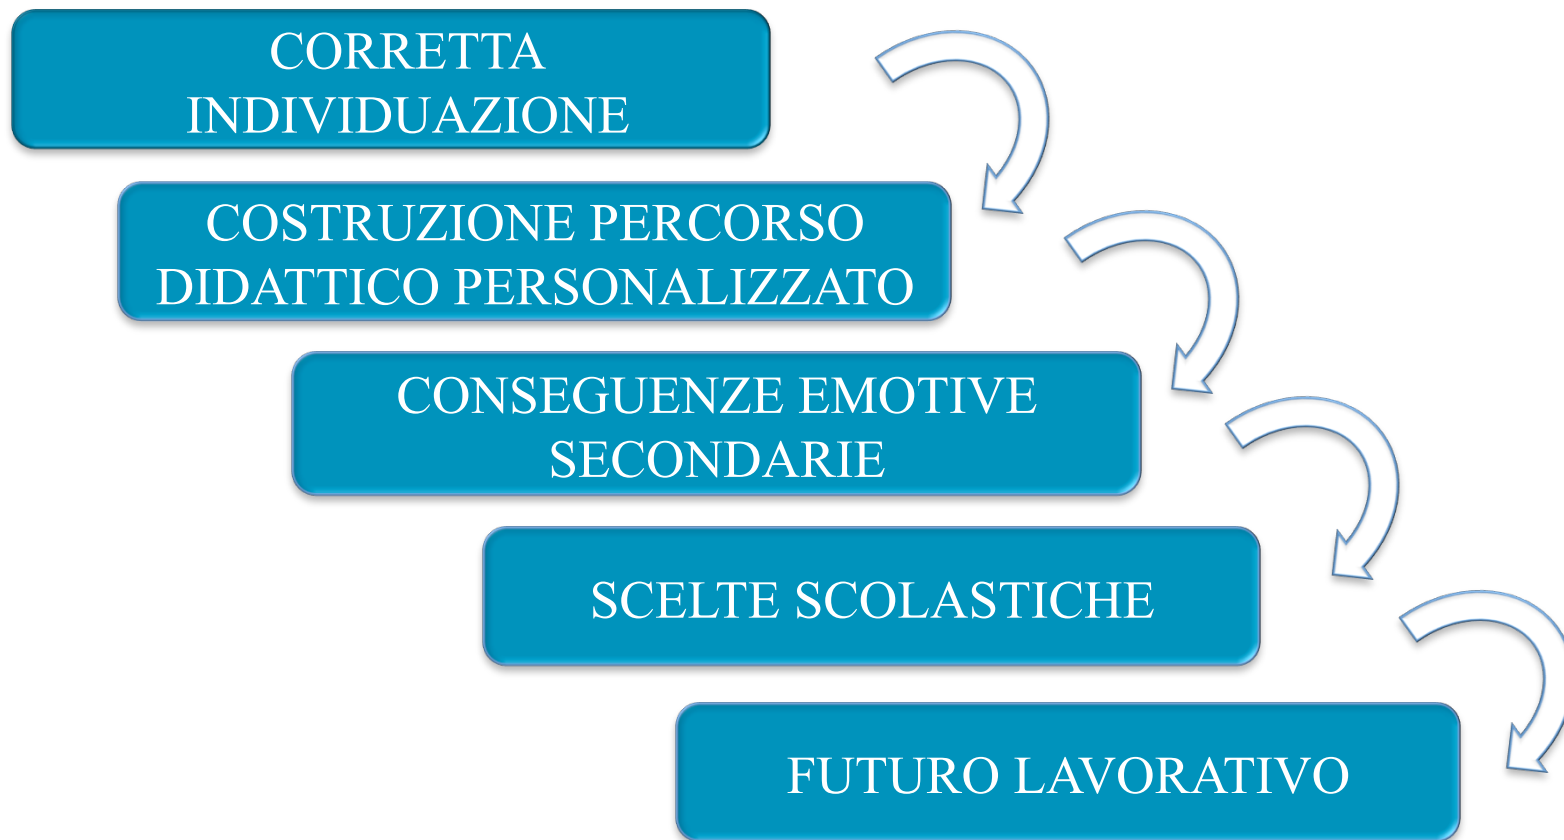 CORRETTA
INDIVIDUAZIONE
COSTRUZIONE PERCORSO
DIDATTICO PERSONALIZZATO
CONSEGUENZE EMOTIVE
SECONDARIE
SCELTE SCOLASTICHE
FUTURO LAVORATIVO